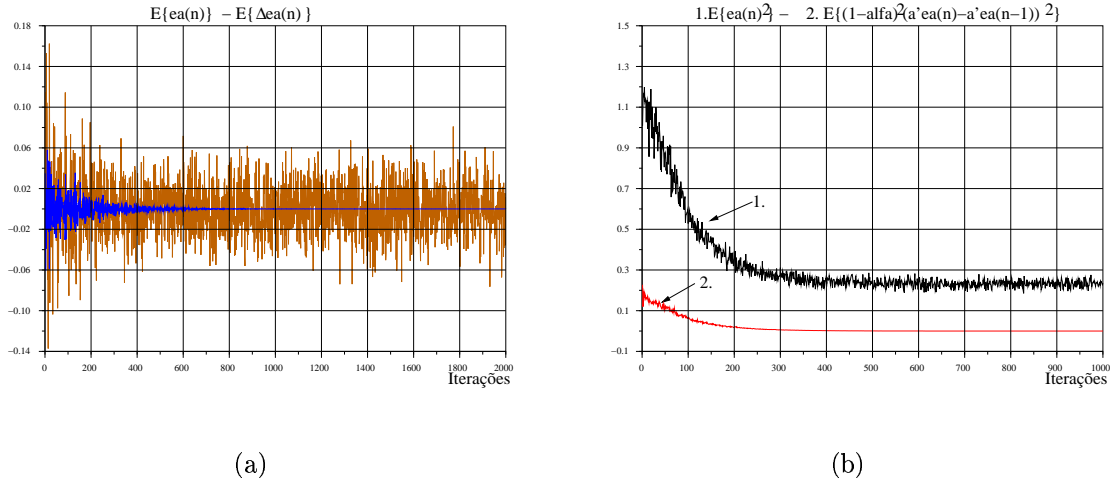 E{ea(n)} – E{Δea(n)}
0.18
0.14
0.10
0.06
0.02
−0.02
−0.06
−0.10
−0.14
0 200 400 600 800 1000 1200 1400 1600 1800 2000
Iterações
(a)
1.E{ea(n)²} – 2. E{(1−alfa)²(a'ea(n)−a'ea(n−1))²}
1.5
1.3
1.1
0.9
0.7
0.5
0.3
0.1
−0.1
1.
2.
0 100 200 300 400 500 600 700 800 900 1000
Iterações
(b)